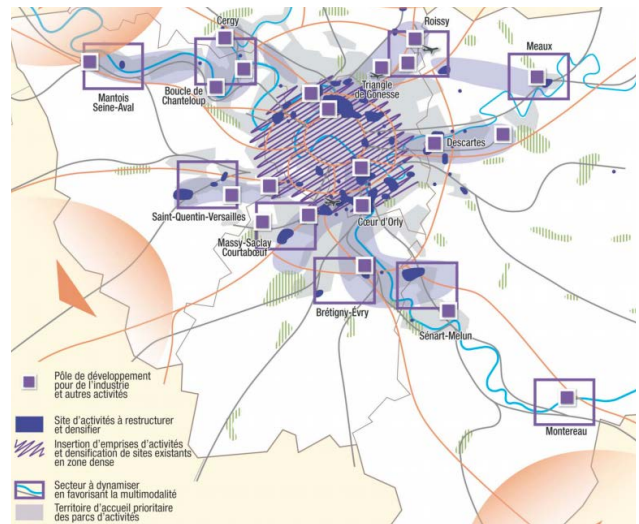 Cergy
Roissy
Meaux
Mantois
Seine-Aval
Boucle de
Chanteloup
Triangle
de Gonesse
Descartes
Saint-Quentin-Versailles
Cœur d'Orly
Massy-Saclay
Courtabœuf
Brétigny-Évry
Sénart-Melun
Montereau
Pôle de développement
pour de l'industrie
et autres activités
Site d'activités à restructurer
et densifier
Insertion d'emprises d'activités
et densification de sites existants
en zone dense
Secteur à dynamiser
en favorisant la multimodalité
Territoire d'accueil prioritaire
des parcs d'activités